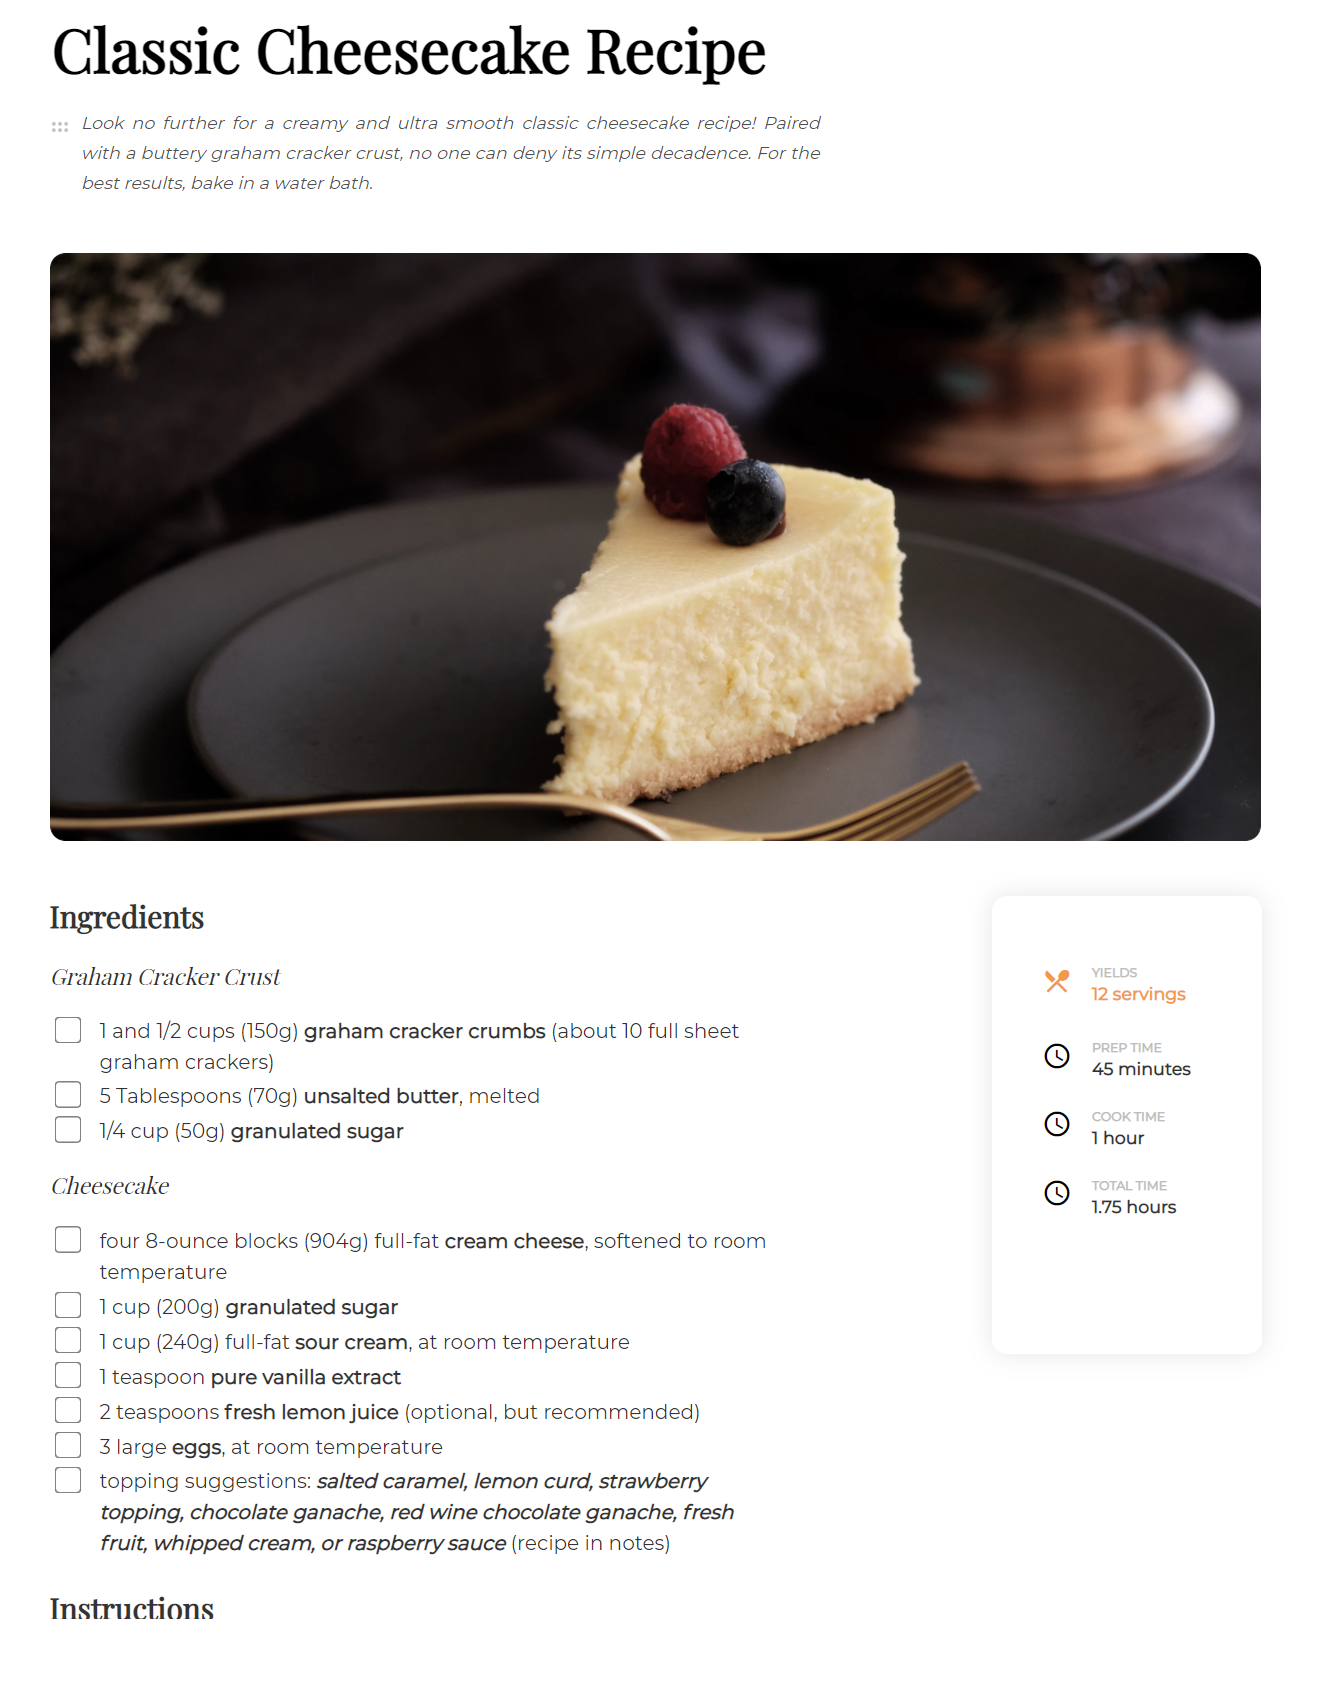 Classic Cheesecake Recipe
Look no further for a creamy and ultra smooth classic cheesecake recipe! Paired
with a buttery graham cracker crust, no one can deny its simple decadence. For the
best results, bake in a water bath.
Ingredients
Graham Cracker Crust
1 and 1/2 cups (150g) graham cracker crumbs (about 10 full sheet
graham crackers)
5 Tablespoons (70g) unsalted butter, melted
1/4 cup (50g) granulated sugar
Cheesecake
four 8-ounce blocks (904g) full-fat cream cheese, softened to room
temperature
1 cup (200g) granulated sugar
1 cup (240g) full-fat sour cream, at room temperature
1 teaspoon pure vanilla extract
2 teaspoons fresh lemon juice (optional, but recommended)
3 large eggs, at room temperature
topping suggestions: salted caramel, lemon curd, strawberry
topping, chocolate ganache, red wine chocolate ganache, fresh
fruit, whipped cream, or raspberry sauce (recipe in notes)
YIELDS
12 servings
PREP TIME
45 minutes
COOK TIME
1 hour
TOTAL TIME
1.75 hours
Instructions